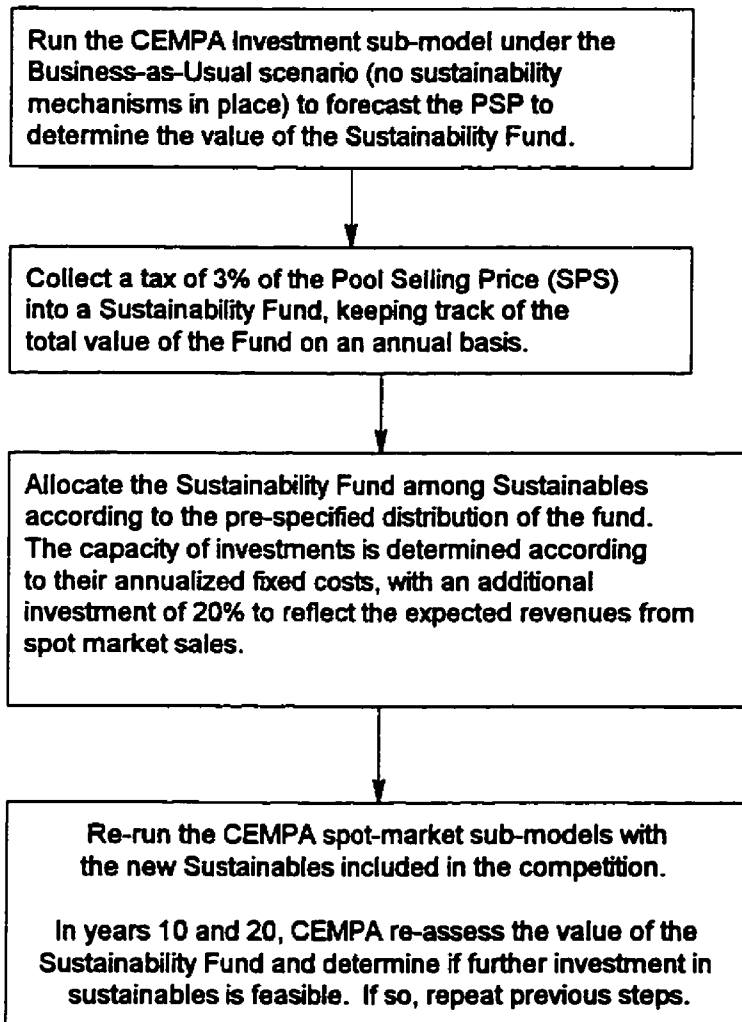 Run the CEMPA Investment sub-model under the
Business-as-Usual scenario (no sustainability
mechanisms in place) to forecast the PSP to
determine the value of the Sustainability Fund.
Collect a tax of 3% of the Pool Selling Price (SPS)
into a Sustainability Fund, keeping track of the
total value of the Fund on an annual basis.
Allocate the Sustainability Fund among Sustainables
according to the pre-specified distribution of the fund.
The capacity of investments is determined according
to their annualized fixed costs, with an additional
investment of 20% to reflect the expected revenues from
spot market sales.
Re-run the CEMPA spot-market sub-models with
the new Sustainables included in the competition.
In years 10 and 20, CEMPA re-assess the value of the
Sustainability Fund and determine if further investment in
sustainables is feasible. If so, repeat previous steps.